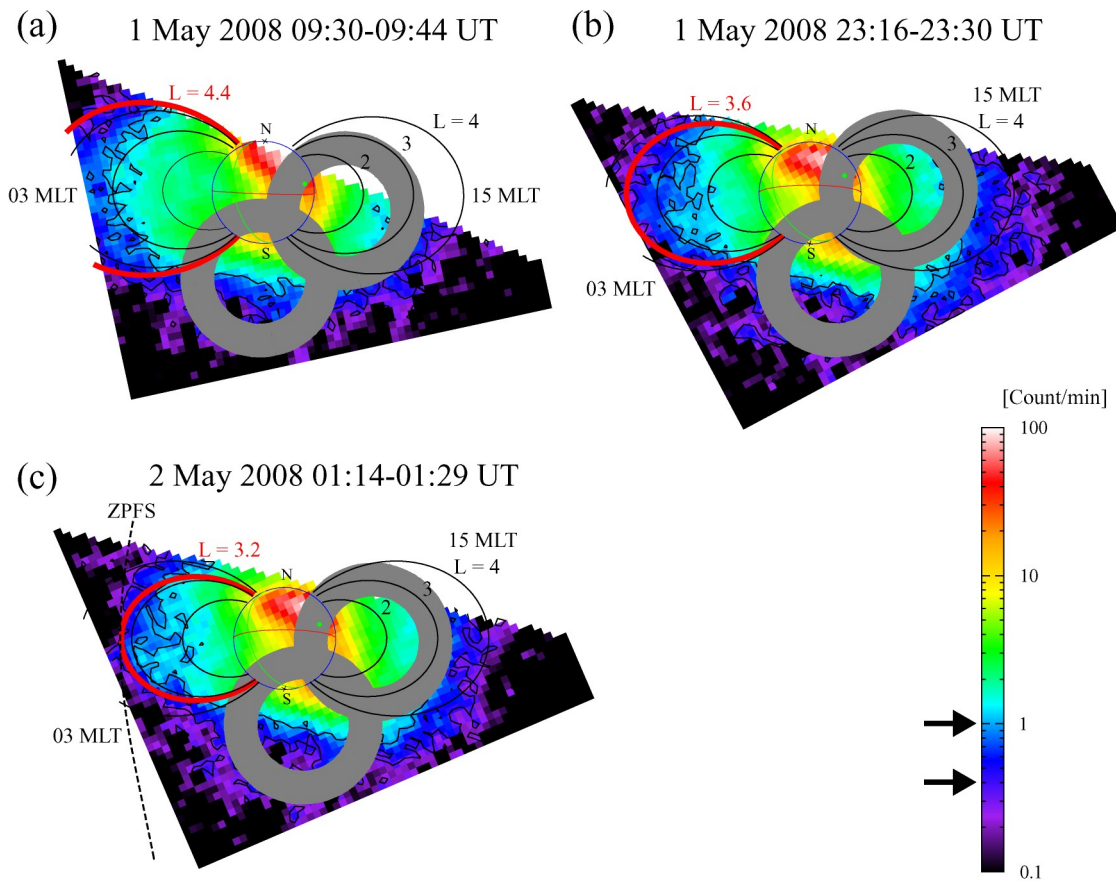 (a)
1 May 2008 09:30-09:44 UT
L = 4.4
N
L = 4
3
2
03 MLT
15 MLT
S
(b)
1 May 2008 23:16-23:30 UT
15 MLT
L = 3.6
L = 4
N
3
2
03 MLT
S
[Count/min]
100
10
1
0.1
(c)
2 May 2008 01:14-01:29 UT
ZPFS
15 MLT
L = 3.2
L = 4
N
3
2
03 MLT
S